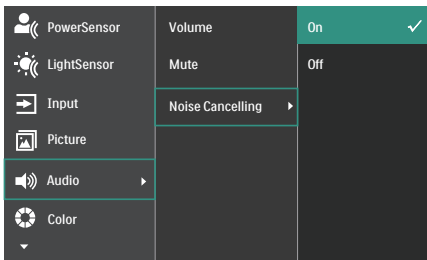 PowerSensor
LightSensor
Input
Picture
Audio
Color
Volume
Mute
Noise Cancelling
On
Off